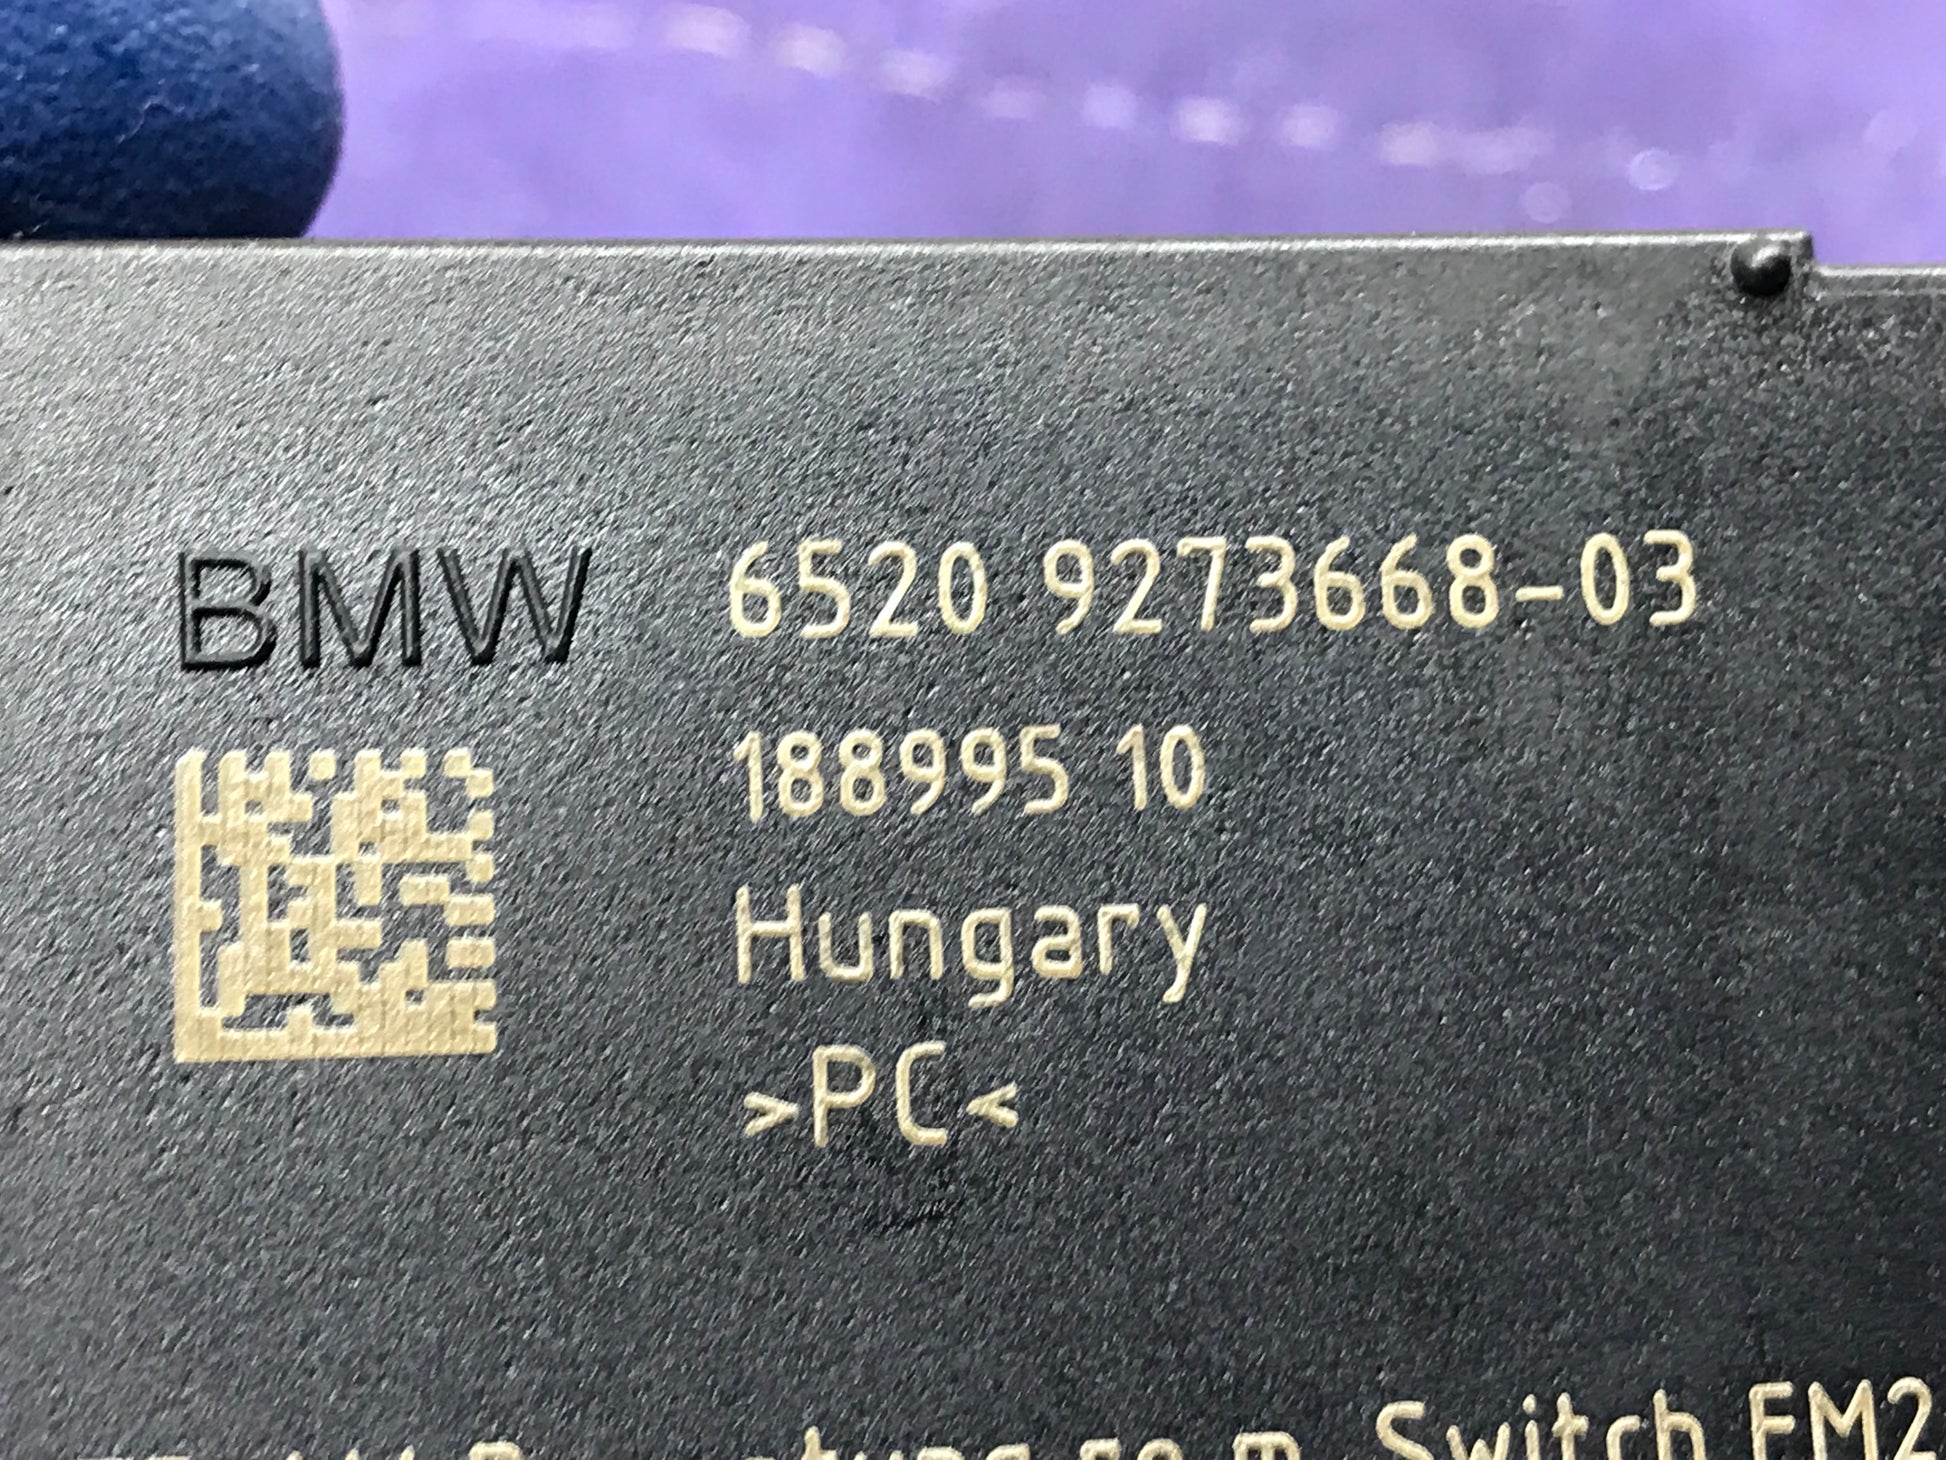 BMW 6520 9273668-03
188995 10
Hungary
>PC<
Switch FM2